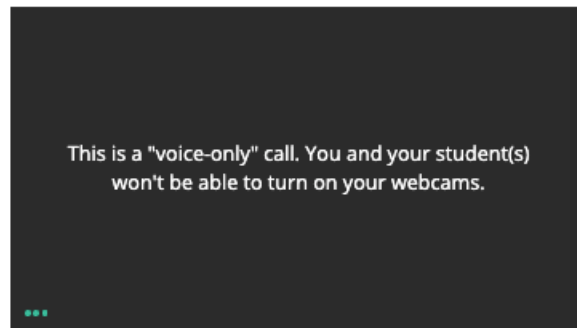 This is a "voice-only" call. You and your student(s)
won't be able to turn on your webcams.